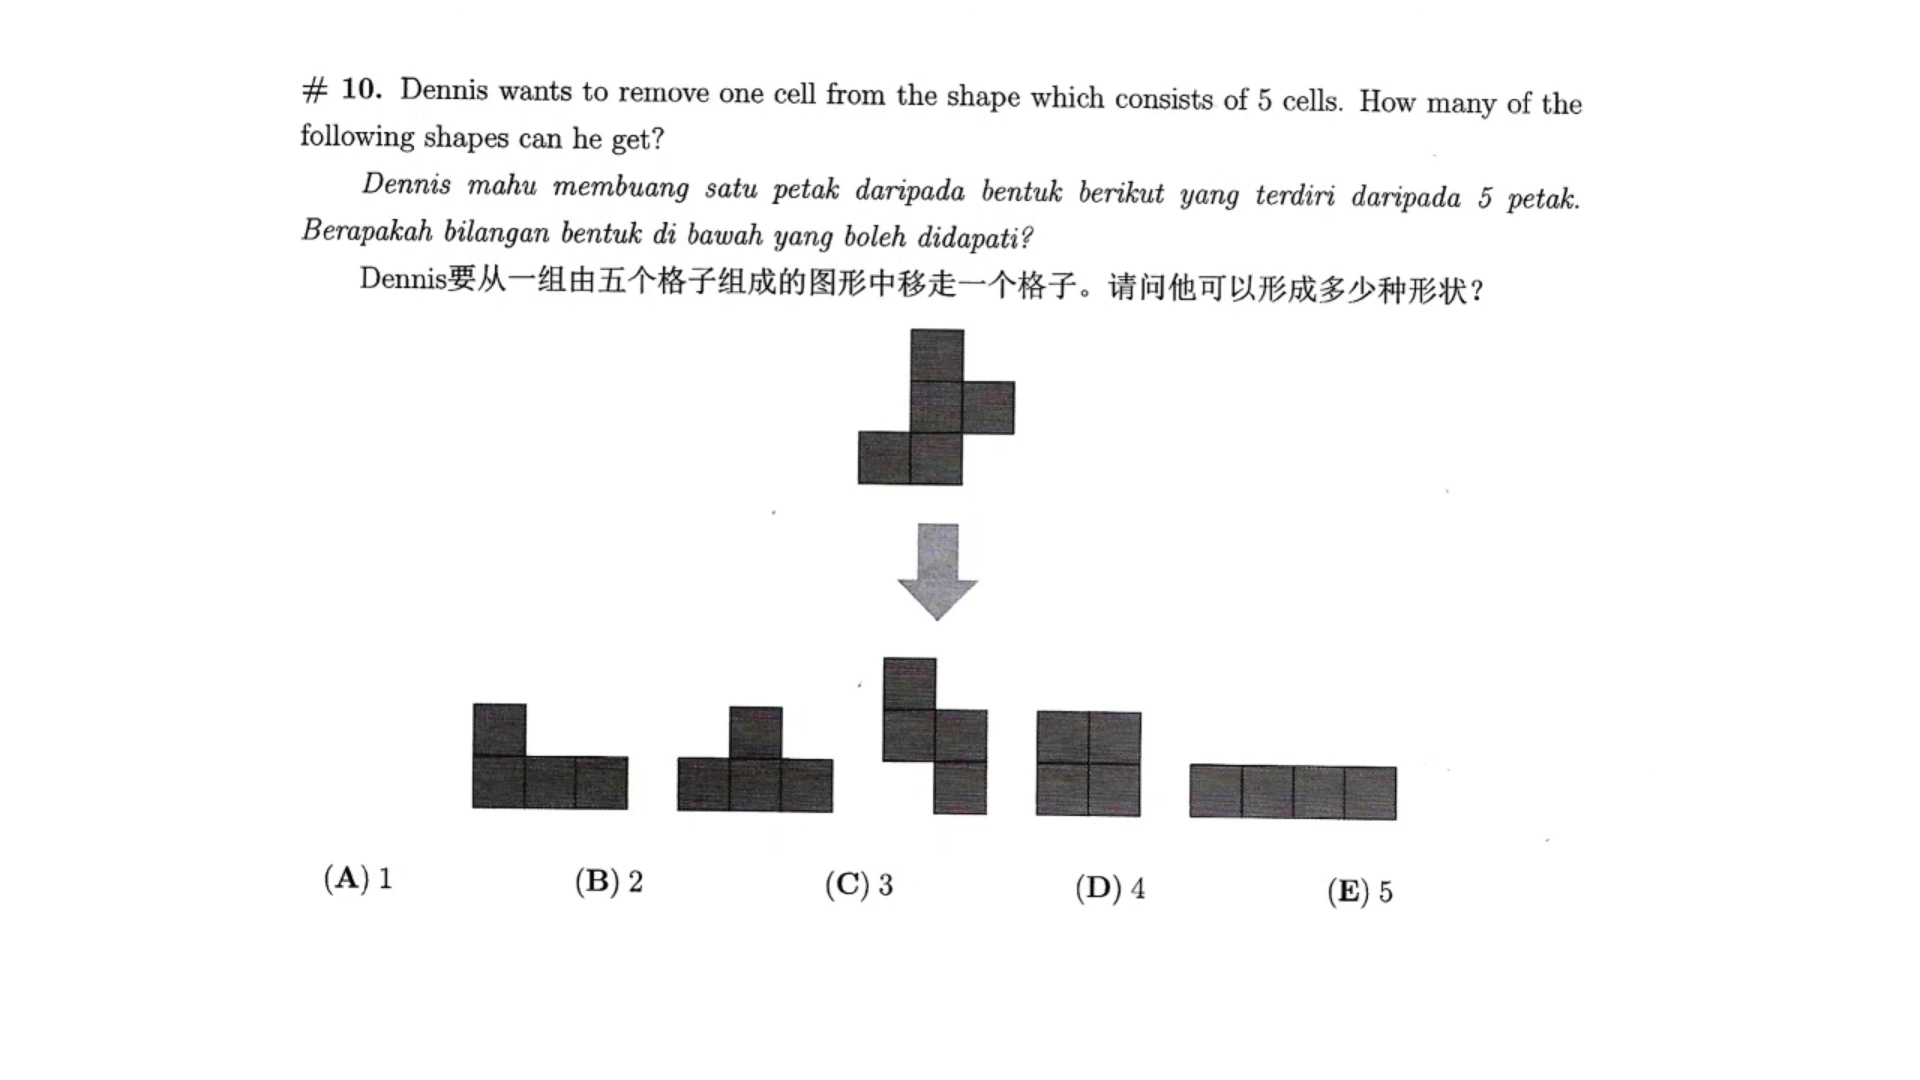 # 10. Dennis wants to remove one cell from the shape which consists of 5 cells. How many of the
following shapes can he get?
Dennis mahu membuang satu petak daripada bentuk berikut yang terdiri daripada 5 petak.
Berapakah bilangan bentuk di bawah yang boleh didapati?
Dennis要从一组由五个格子组成的图形中移走一个格子。请问他可以形成多少种形状?
(A) 1 (B) 2 (C) 3 (D) 4 (E) 5